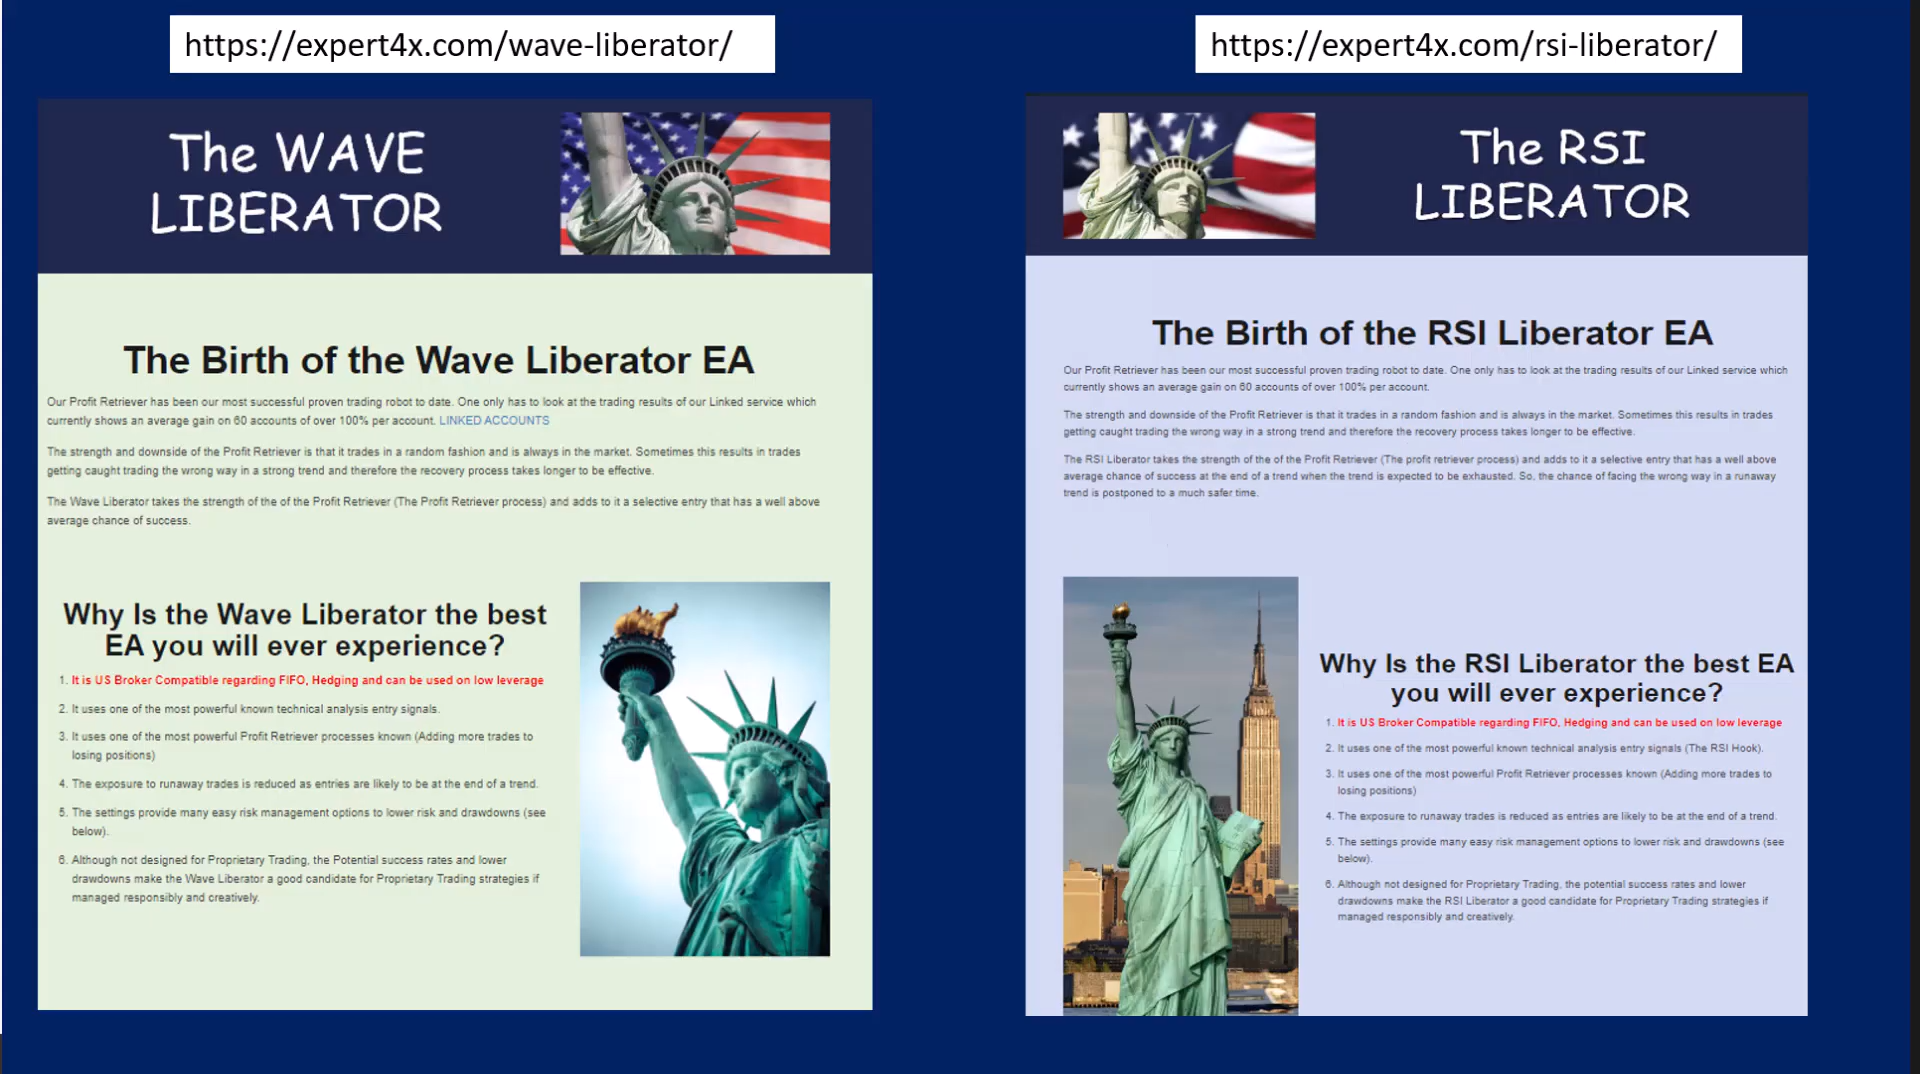 https://expert4x.com/wave-liberator/
The WAVE
LIBERATOR
The Birth of the Wave Liberator EA
Our Profit Retriever has been our most successful proven trading robot to date. One only has to look at the trading results of our Linked service which
currently shows an average gain on 60 accounts of over 100% per account. LINKED ACCOUNTS
The strength and downside of the Profit Retriever is that it trades in a random fashion and is always in the market. Sometimes this results in trades
getting caught trading the wrong way in a strong trend and therefore the recovery process takes longer to be effective.
The Wave Liberator takes the strength of the of the Profit Retriever (The Profit Retriever process) and adds to it a selective entry that has a well above
average chance of success.
Why Is the Wave Liberator the best
EA you will ever experience?
1. It is US Broker Compatible regarding FIFO, Hedging and can be used on low leverage
2. It uses one of the most powerful known technical analysis entry signals.
3. It uses one of the most powerful Profit Retriever processes known (Adding more trades to
losing positions)
4. The exposure to runaway trades is reduced as entries are likely to be at the end of a trend.
5. The settings provide many easy risk management options to lower risk and drawdowns (see
below).
6. Although not designed for Proprietary Trading, the Potential success rates and lower
drawdowns make the Wave Liberator a good candidate for Proprietary Trading strategies if
managed responsibly and creatively.
https://expert4x.com/rsi-liberator/
The RSI
LIBERATOR
The Birth of the RSI Liberator EA
Our Profit Retriever has been our most successful proven trading robot to date. One only has to look at the trading results of our Linked service which
currently shows an average gain on 60 accounts of over 100% per account.
The strength and downside of the Profit Retriever is that it trades in a random fashion and is always in the market. Sometimes this results in trades
getting caught trading the wrong way in a strong trend and therefore the recovery process takes longer to be effective.
The RSI Liberator takes the strength of the of the Profit Retriever (The profit retriever process) and adds to it a selective entry that has a well above
average chance of success at the end of a trend when the trend is expected to be exhausted. So, the chance of facing the wrong way in a runaway
trend is postponed to a much safer time.
Why Is the RSI Liberator the best EA
you will ever experience?
1. It is US Broker Compatible regarding FIFO, Hedging and can be used on low leverage
2. It uses one of the most powerful known technical analysis entry signals (The RSI Hook).
3. It uses one of the most powerful Profit Retriever processes known (Adding more trades to
losing positions)
4. The exposure to runaway trades is reduced as entries are likely to be at the end of a trend.
5. The settings provide many easy risk management options to lower risk and drawdowns (see
below).
6. Although not designed for Proprietary Trading, the potential success rates and lower
drawdowns make the RSI Liberator a good candidate for Proprietary Trading strategies if
managed responsibly and creatively.